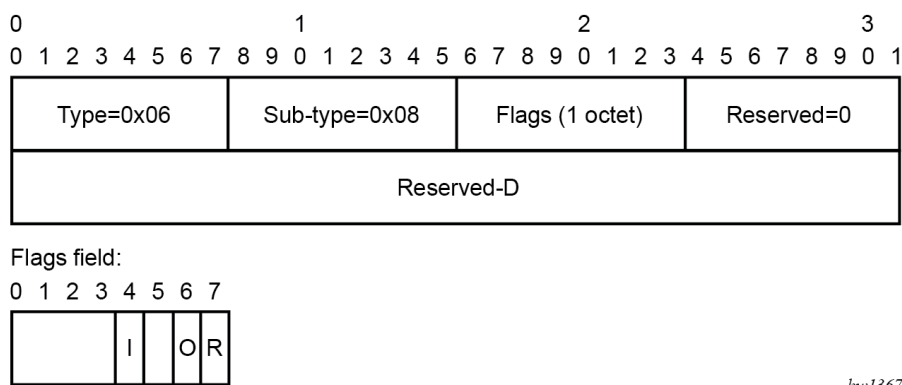 0 1 2 3
0 1 2 3 4 5 6 7 8 9 0 1 2 3 4 5 6 7 8 9 0 1 2 3 4 5 6 7 8 9 0 1
Type=0x06 Sub-type=0x08 Flags (1 octet) Reserved=0
Reserved-D
Flags field:
0 1 2 3 4 5 6 7
I O R